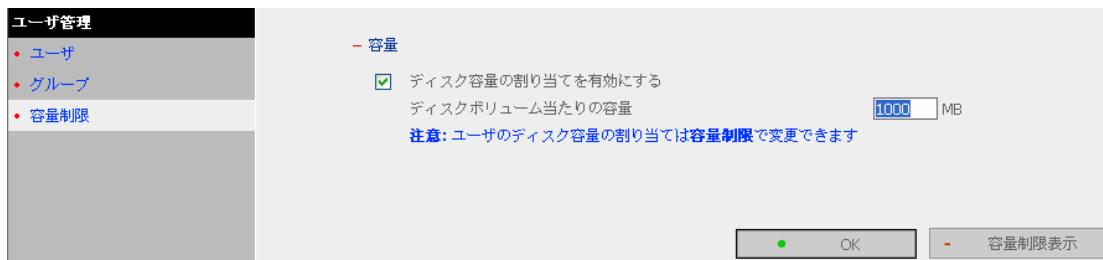 ユーザ管理
ユーザ
グループ
容量制限
容量
ディスク容量の割り当てを有効にする
ディスクボリューム当たりの容量 1000 MB
注意: ユーザのディスク容量の割り当ては容量制限で変更できます
OK
容量制限表示